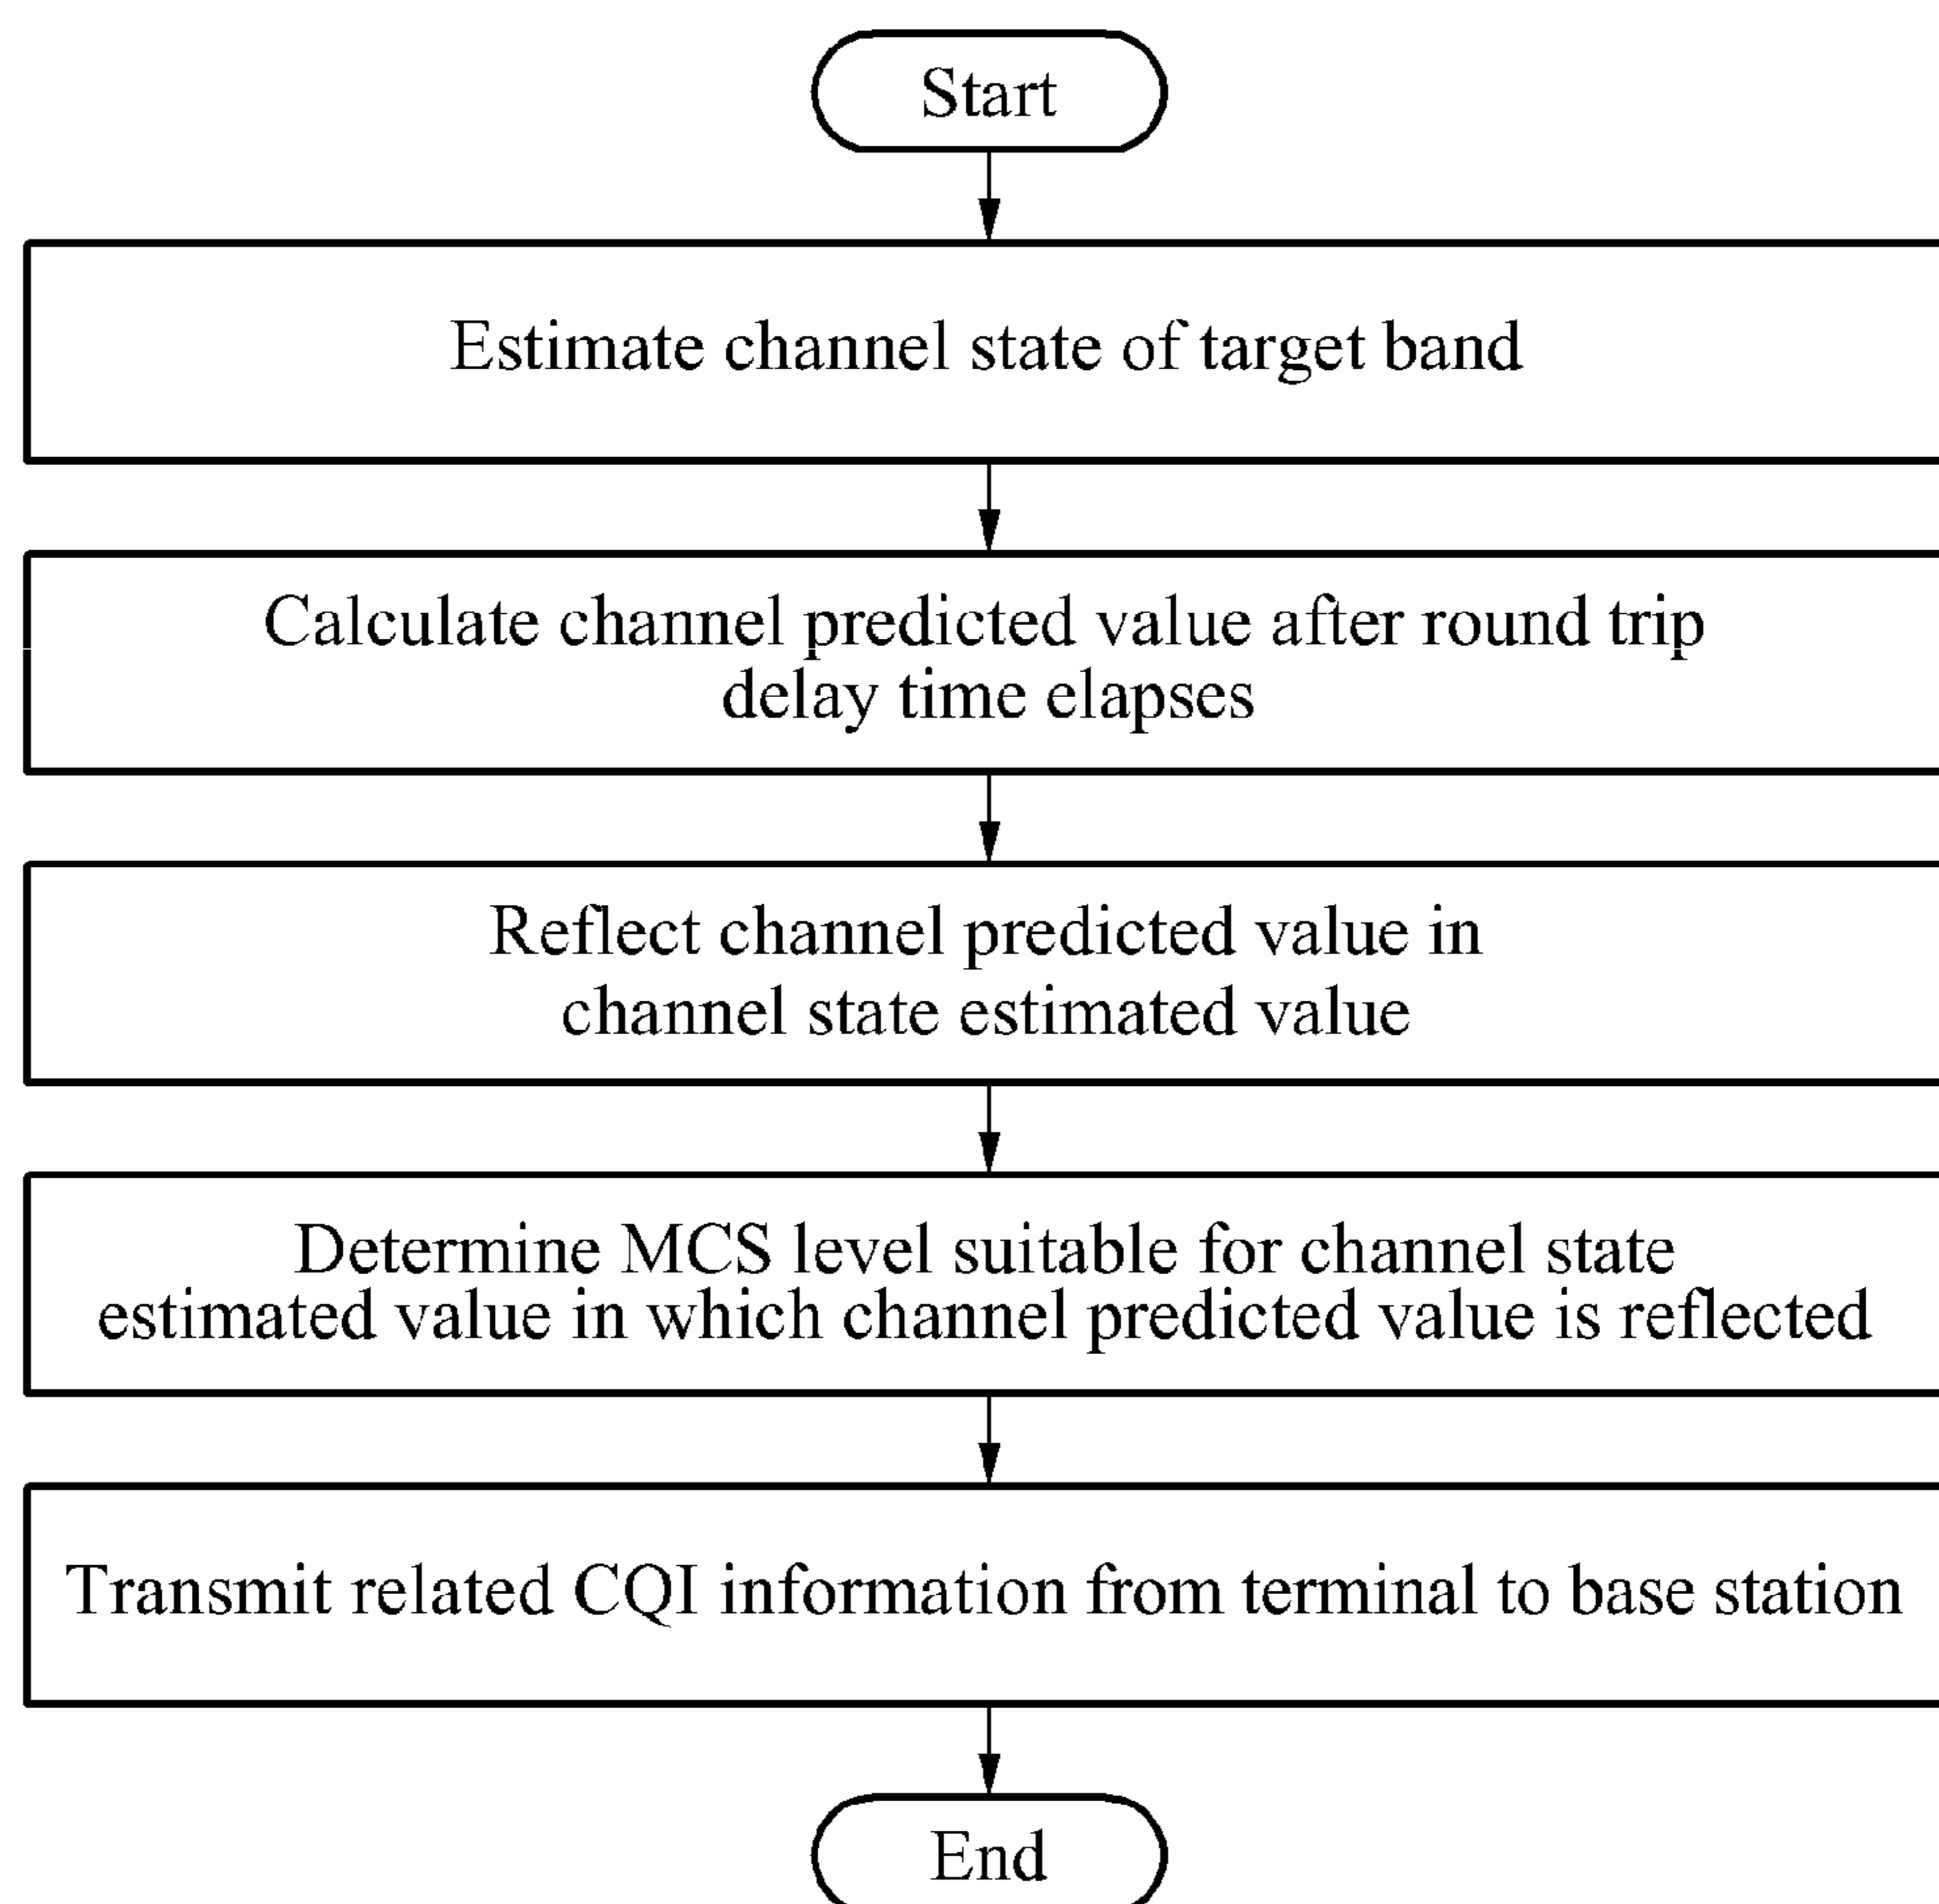 Start
Estimate channel state of target band
Calculate channel predicted value after round trip
delay time elapses
Reflect channel predicted value in
channel state estimated value
Determine MCS level suitable for channel state
estimated value in which channel predicted value is reflected
Transmit related CQI information from terminal to base station
End